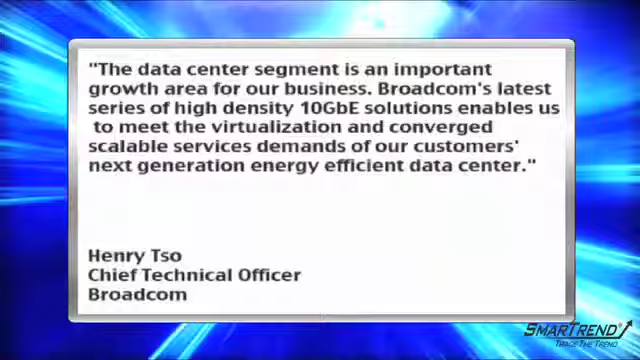 "The data center segment is an important
growth area for our business. Broadcom's latest
series of high density 10GbE solutions enables us
to meet the virtualization and converged
scalable services demands of our customers'
next generation energy efficient data center."
Henry Tso
Chief Technical Officer
Broadcom
SMARTREND
TRADE THE TREND